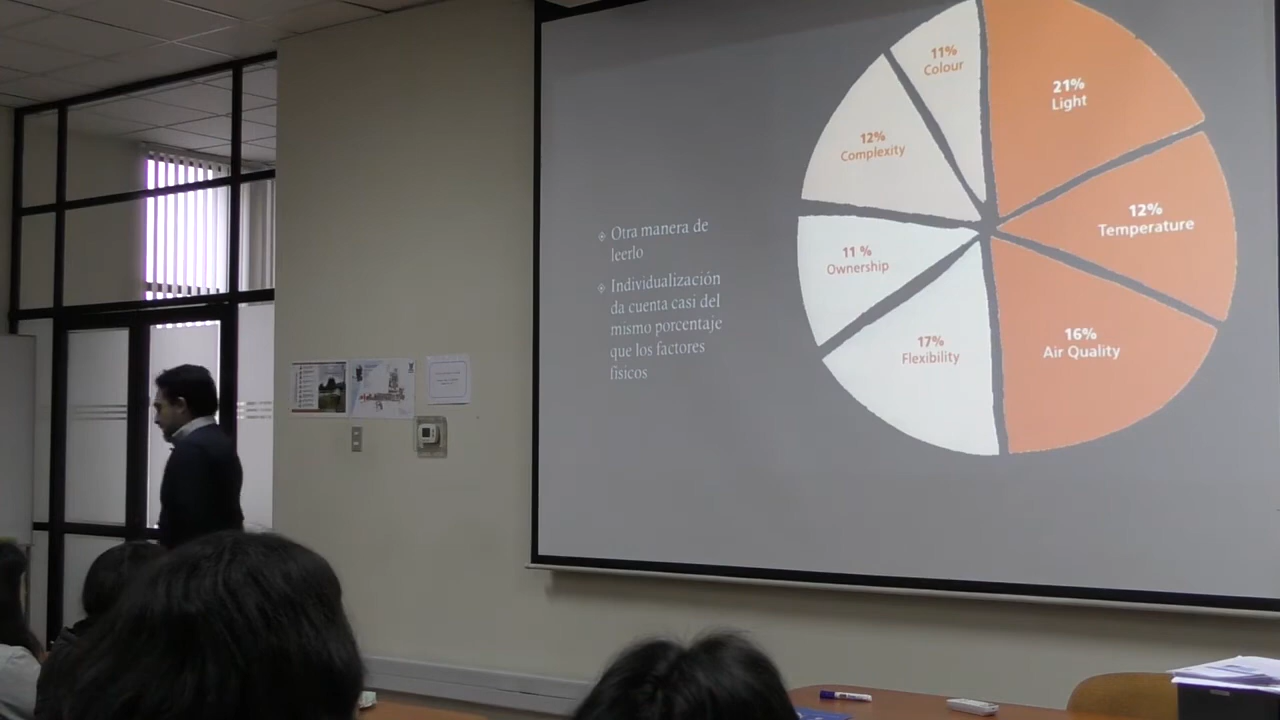 Otra manera de
leerlo
Individualización
da cuenta casi del
mismo porcentaje
que los factores
fisicos
11%
Colour
21%
Light
12%
Complexity
12%
Temperature
11 %
Ownership
17%
Flexibility
16%
Air Quality